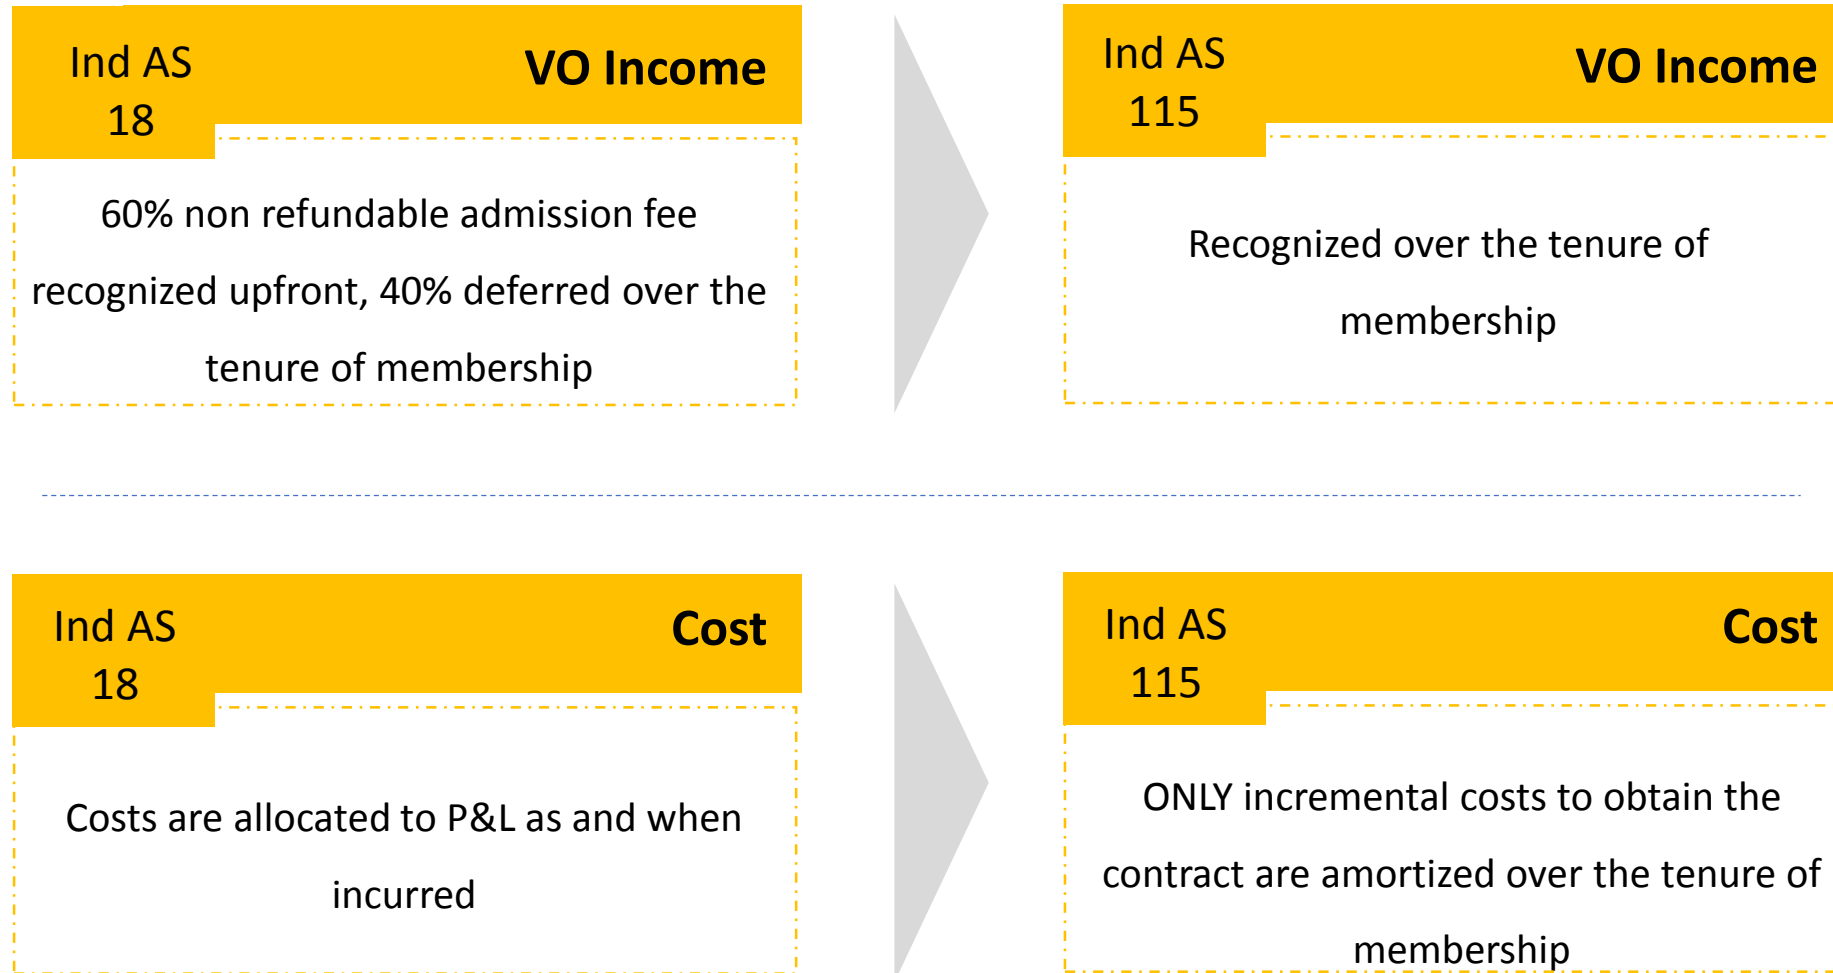 Ind AS
18
VO Income
60% non refundable admission fee
recognized upfront, 40% deferred over the
tenure of membership
Ind AS
115
VO Income
Recognized over the tenure of
membership
Ind AS
18
Cost
Costs are allocated to P&L as and when
incurred
Ind AS
115
Cost
ONLY incremental costs to obtain the
contract are amortized over the tenure of
membership